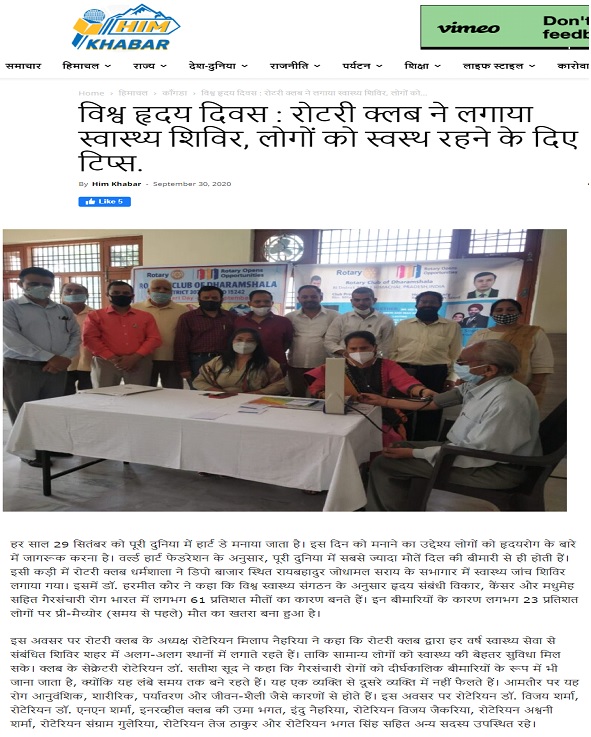 HIM
KHABAR
vimeo
Don't
feedb
समाचार हिमाचल राज्य देश-दुनिया राजनीति पर्यटन शिक्षा लाइफ स्टाइल कारोबा
Home › हिमाचल › काँगड़ा › विश्व हृदय दिवस : रोटरी क्लब ने लगाया स्वास्थ्य शिविर, लोगों को...
विश्व हृदय दिवस : रोटरी क्लब ने लगाया
स्वास्थ्य शिविर, लोगों को स्वस्थ रहने के दिए
टिप्स.
By Him Khabar - September 30, 2020
Like 5
Rotary
Rotary Opens
Opportunities
CLUB OF DHARAMSHALA
Rotary
Rotary Opens
Opportunities
Rotary Club of Dharamshala
हर साल 29 सितंबर को पूरी दुनिया में हार्ट डे मनाया जाता है। इस दिन को मनाने का उद्देश्य लोगों को हृदयरोग के बारे
में जागरूक करना है। वर्ल्ड हार्ट फेडरेशन के अनुसार, पूरी दुनिया में सबसे ज्यादा मौतें दिल की बीमारी से ही होती हैं।
इसी कड़ी में रोटरी क्लब धर्मशाला ने डिपो बाजार स्थित रायबहादुर जोधामल सराय के सभागार में स्वास्थ्य जांच शिविर
लगाया गया। इसमें डॉ. हरमीत कौर ने कहा कि विश्व स्वास्थ्य संगठन के अनुसार हृदय संबंधी विकार, कैंसर और मधुमेह
सहित गैरसंचारी रोग भारत में लगभग 61 प्रतिशत मौतों का कारण बनते हैं। इन बीमारियों के कारण लगभग 23 प्रतिशत
लोगों पर प्री-मैच्योर (समय से पहले) मौत का खतरा बना हुआ है।
इस अवसर पर रोटरी क्लब के अध्यक्ष रोटेरियन मिलाप नेहरिया ने कहा कि रोटरी क्लब द्वारा हर वर्ष स्वास्थ्य सेवा से
संबंधित शिविर शहर में अलग-अलग स्थानों में लगाते रहते हैं। ताकि सामान्य लोगों को स्वास्थ्य की बेहतर सुविधा मिल
सके। क्लब के सेक्रेटरी रोटेरियन डॉ. सतीश सूद ने कहा कि गैरसंचारी रोगों को दीर्घकालिक बीमारियों के रूप में भी
जाना जाता है, क्योंकि यह लंबे समय तक बने रहते हैं। यह एक व्यक्ति से दूसरे व्यक्ति में नहीं फैलते हैं। आमतौर पर यह
रोग आनुवंशिक, शारीरिक, पर्यावरण और जीवन-शैली जैसे कारणों से होते हैं। इस अवसर पर रोटेरियन डॉ. विजय शर्मा,
रोटेरियन डॉ. एनएन शर्मा, इनरव्हील क्लब की उमा भगत, इंदु नैहरिया, रोटेरियन विजय जैकरिया, रोटेरियन अश्वनी
शर्मा, रोटेरियन संग्राम गुलेरिया, रोटेरियन तेज ठाकुर और रोटेरियन भगत सिंह सहित अन्य सदस्य उपस्थित रहे।